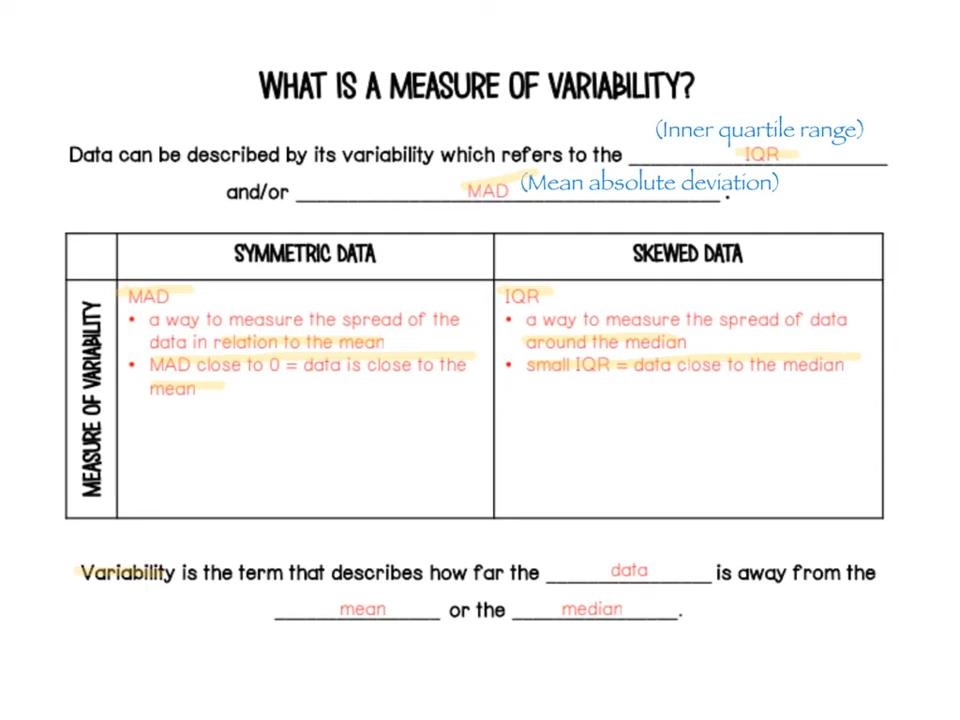 WHAT IS A MEASURE OF VARIABILITY?
(Inner quartile range)
Data can be described by its variability which refers to the IQR
and/or MAD (Mean absolute deviation) .
SYMMETRIC DATA
SKEWED DATA
MEASURE OF VARIABILITY
MAD
• a way to measure the spread of the
data in relation to the mean
• MAD close to 0 = data is close to the
mean
IQR
• a way to measure the spread of data
around the median
• small IQR = data close to the median
Variability is the term that describes how far the data is away from the
mean or the median.